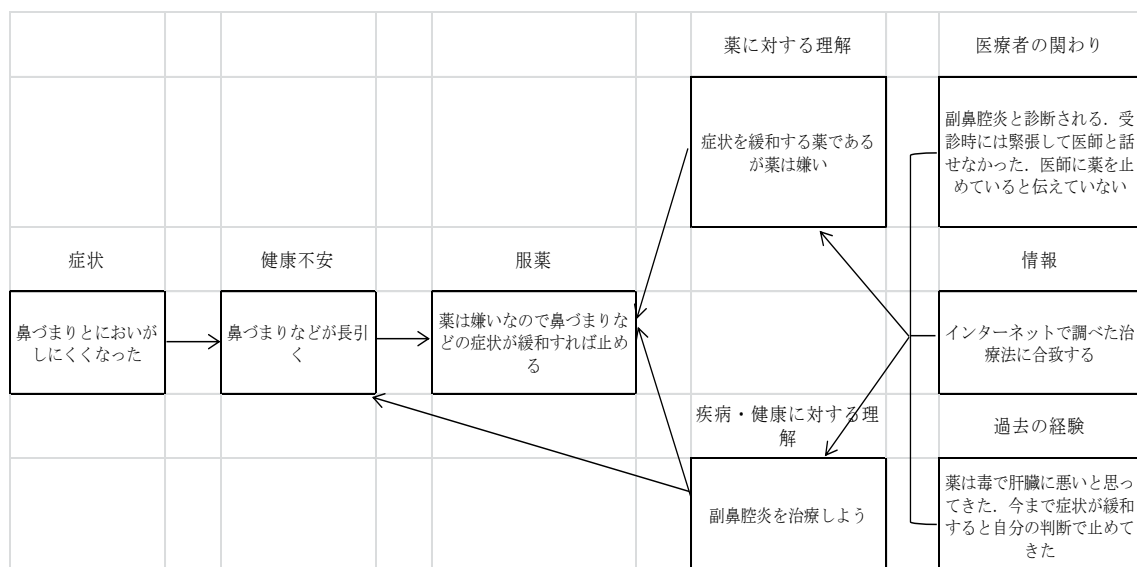 薬に対する理解
医療者の関わり
症状を緩和する薬である
が薬は嫌い
副鼻腔炎と診断される．受
診時には緊張して医師と話
せなかった．医師に薬を止
めていると伝えていない
症状
健康不安
服薬
情報
鼻づまりとにおいが
しにくくなった
鼻づまりなどが長引
く
薬は嫌いなので鼻づまりな
どの症状が緩和すれば止め
る
インターネットで調べた治
療法に合致する
疾病・健康に対する理
解
過去の経験
副鼻腔炎を治療しよう
薬は毒で肝臓に悪いと思っ
てきた．今まで症状が緩和
すると自分の判断で止めて
きた